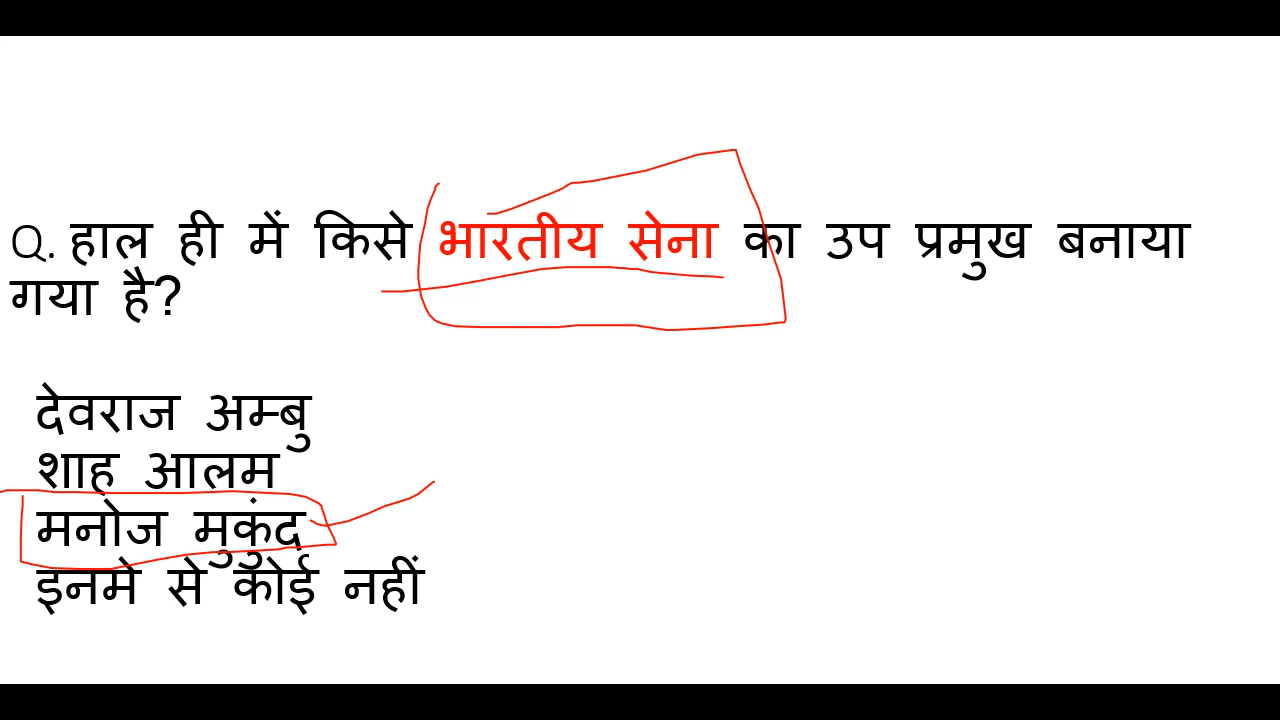 Q. हाल ही में किसे भारतीय सेना का उप प्रमुख बनाया
गया है?
देवराज अम्बु
शाह आलम
मनोज मुकुंद
इनमे से कोई नहीं